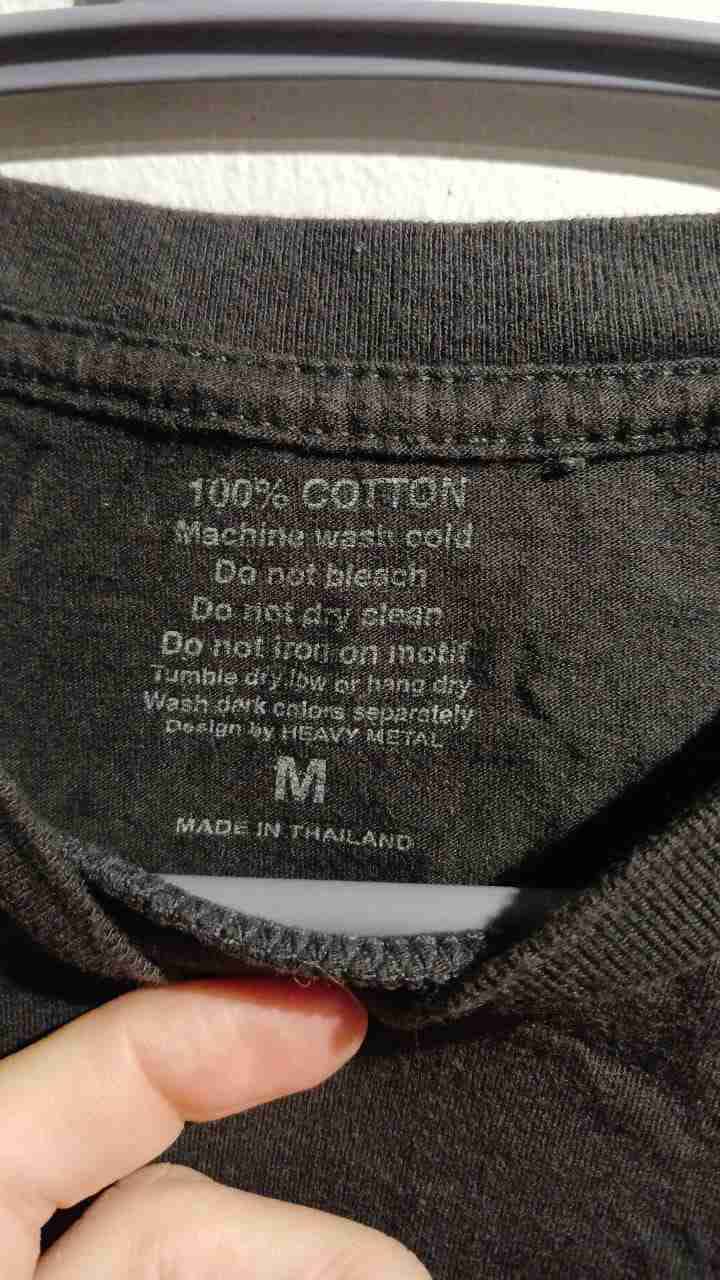 100% COTTON
Machine wash cold
Do not bleach
Do not dry clean
Do not iron on motif
Tumble dry low or hang dry
Wash dark colors separately
Design by HEAVY METAL
M
MADE IN THAILAND